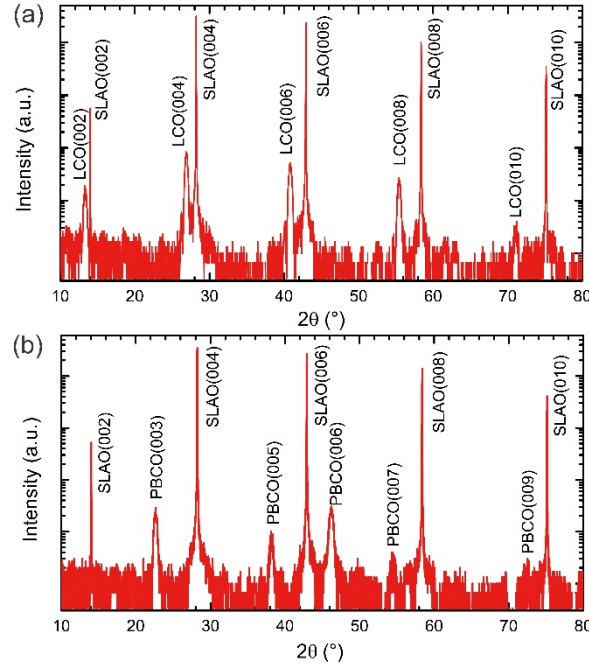 (a)
Intensity (a.u.)
LCO(002)
SLAO(002)
LCO(004)
SLAO(004)
LCO(006)
SLAO(006)
LCO(008)
SLAO(008)
LCO(010)
SLAO(010)
10 20 30 40 50 60 70 80
2θ (°)
(b)
Intensity (a.u.)
SLAO(002)
PBCO(003)
SLAO(004)
PBCO(005)
SLAO(006)
PBCO(006)
PBCO(007)
SLAO(008)
PBCO(009)
SLAO(010)
10 20 30 40 50 60 70 80
2θ (°)